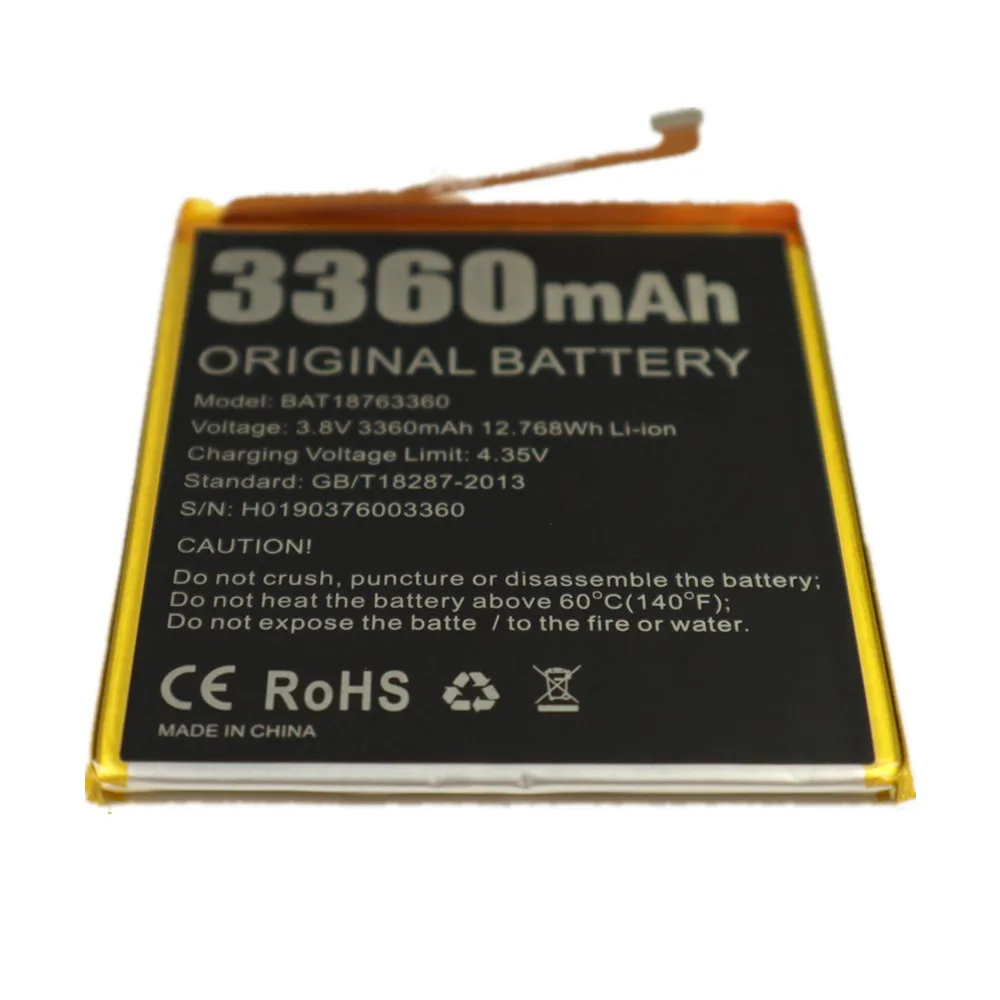 3360mAh
ORIGINAL BATTERY
Model: BAT18763360
Voltage: 3.8V 3360mAh 12.768Wh Li-ion
Charging Voltage Limit: 4.35V
Standard: GB/T18287-2013
S/N: H0190376003360
CAUTION!
Do not crush, puncture or disassemble the battery;
Do not heat the battery above 60°C(140°F);
Do not expose the batte / to the fire or water.
CE RoHS
MADE IN CHINA